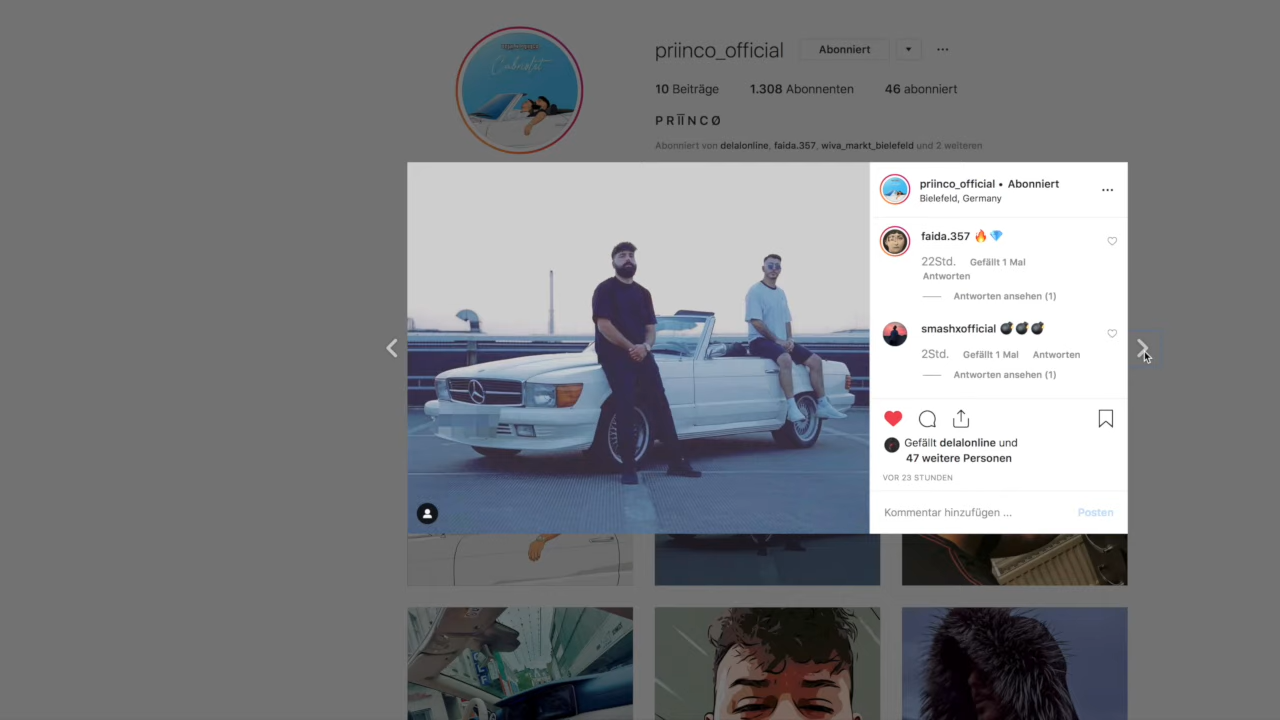 Cabriolet
priinco_official Abonniert
10 Beiträge 1.308 Abonnenten 46 abonniert
P R ĪĪ N C Ø
Abonniert von delalonline, faida.357, wiva_markt_bielefeld und 2 weiteren
priinco_official • Abonniert
Bielefeld, Germany
faida.357 🔥💎
22Std. Gefällt 1 Mal
Antworten
Antworten ansehen (1)
smashxofficial 💣💣💣
2Std. Gefällt 1 Mal Antworten
Antworten ansehen (1)
Gefällt delalonline und
47 weitere Personen
VOR 23 STUNDEN
Kommentar hinzufügen ... Posten